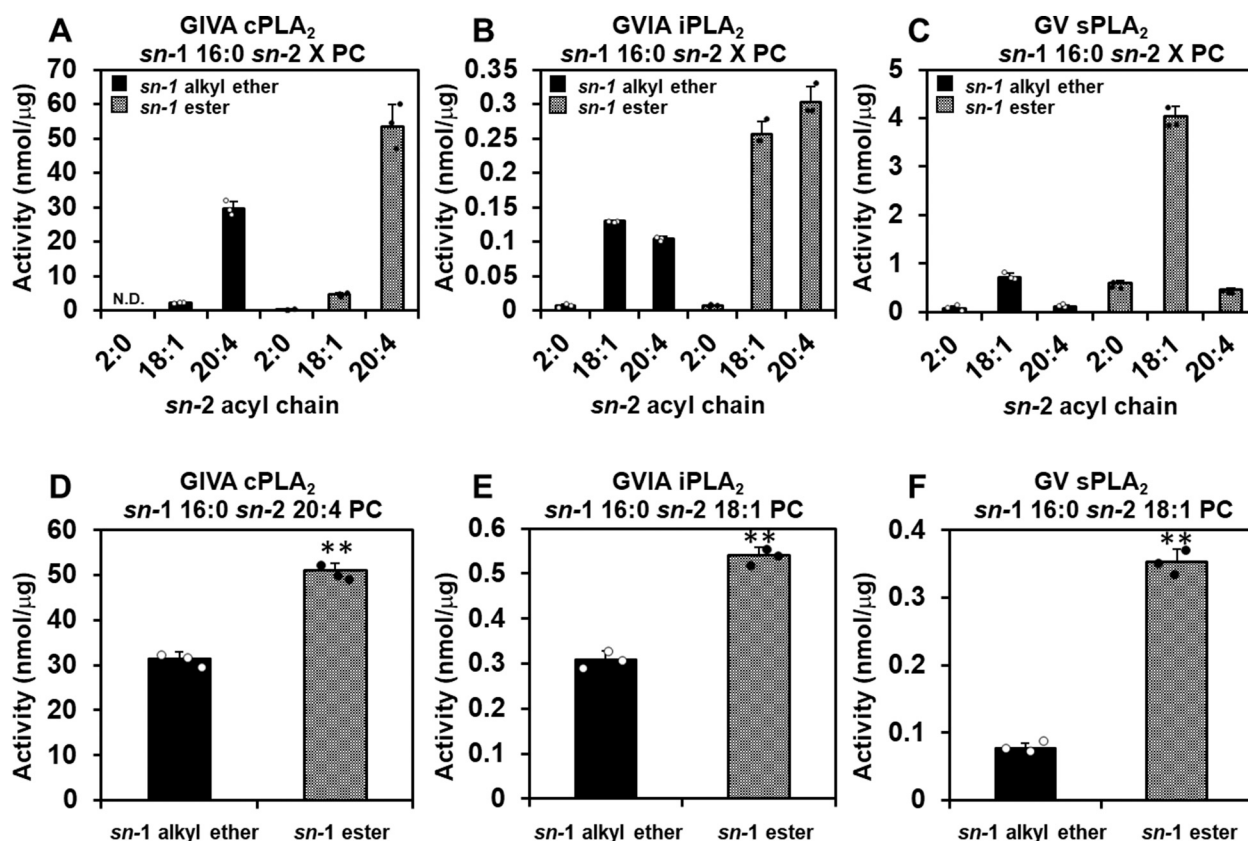 A
GIVA cPLA₂
sn-1 16:0 sn-2 X PC
Activity (nmol/μg)
70
60
50
40
30
20
10
0
sn-1 alkyl ether
sn-1 ester
N.D.
2:0
18:1
20:4
2:0
18:1
20:4
sn-2 acyl chain
B
GVIA iPLA₂
sn-1 16:0 sn-2 X PC
Activity (nmol/μg)
0.35
0.3
0.25
0.2
0.15
0.1
0.05
0
sn-1 alkyl ether
sn-1 ester
2:0
18:1
20:4
2:0
18:1
20:4
sn-2 acyl chain
C
GV sPLA₂
sn-1 16:0 sn-2 X PC
Activity (nmol/μg)
5
4
3
2
1
0
sn-1 alkyl ether
sn-1 ester
2:0
18:1
20:4
2:0
18:1
20:4
sn-2 acyl chain
D
GIVA cPLA₂
sn-1 16:0 sn-2 20:4 PC
Activity (nmol/μg)
60
50
40
30
20
10
0
**
sn-1 alkyl ether
sn-1 ester
E
GVIA iPLA₂
sn-1 16:0 sn-2 18:1 PC
Activity (nmol/μg)
0.6
0.5
0.4
0.3
0.2
0.1
0
**
sn-1 alkyl ether
sn-1 ester
F
GV sPLA₂
sn-1 16:0 sn-2 18:1 PC
Activity (nmol/μg)
0.4
0.3
0.2
0.1
0
**
sn-1 alkyl ether
sn-1 ester